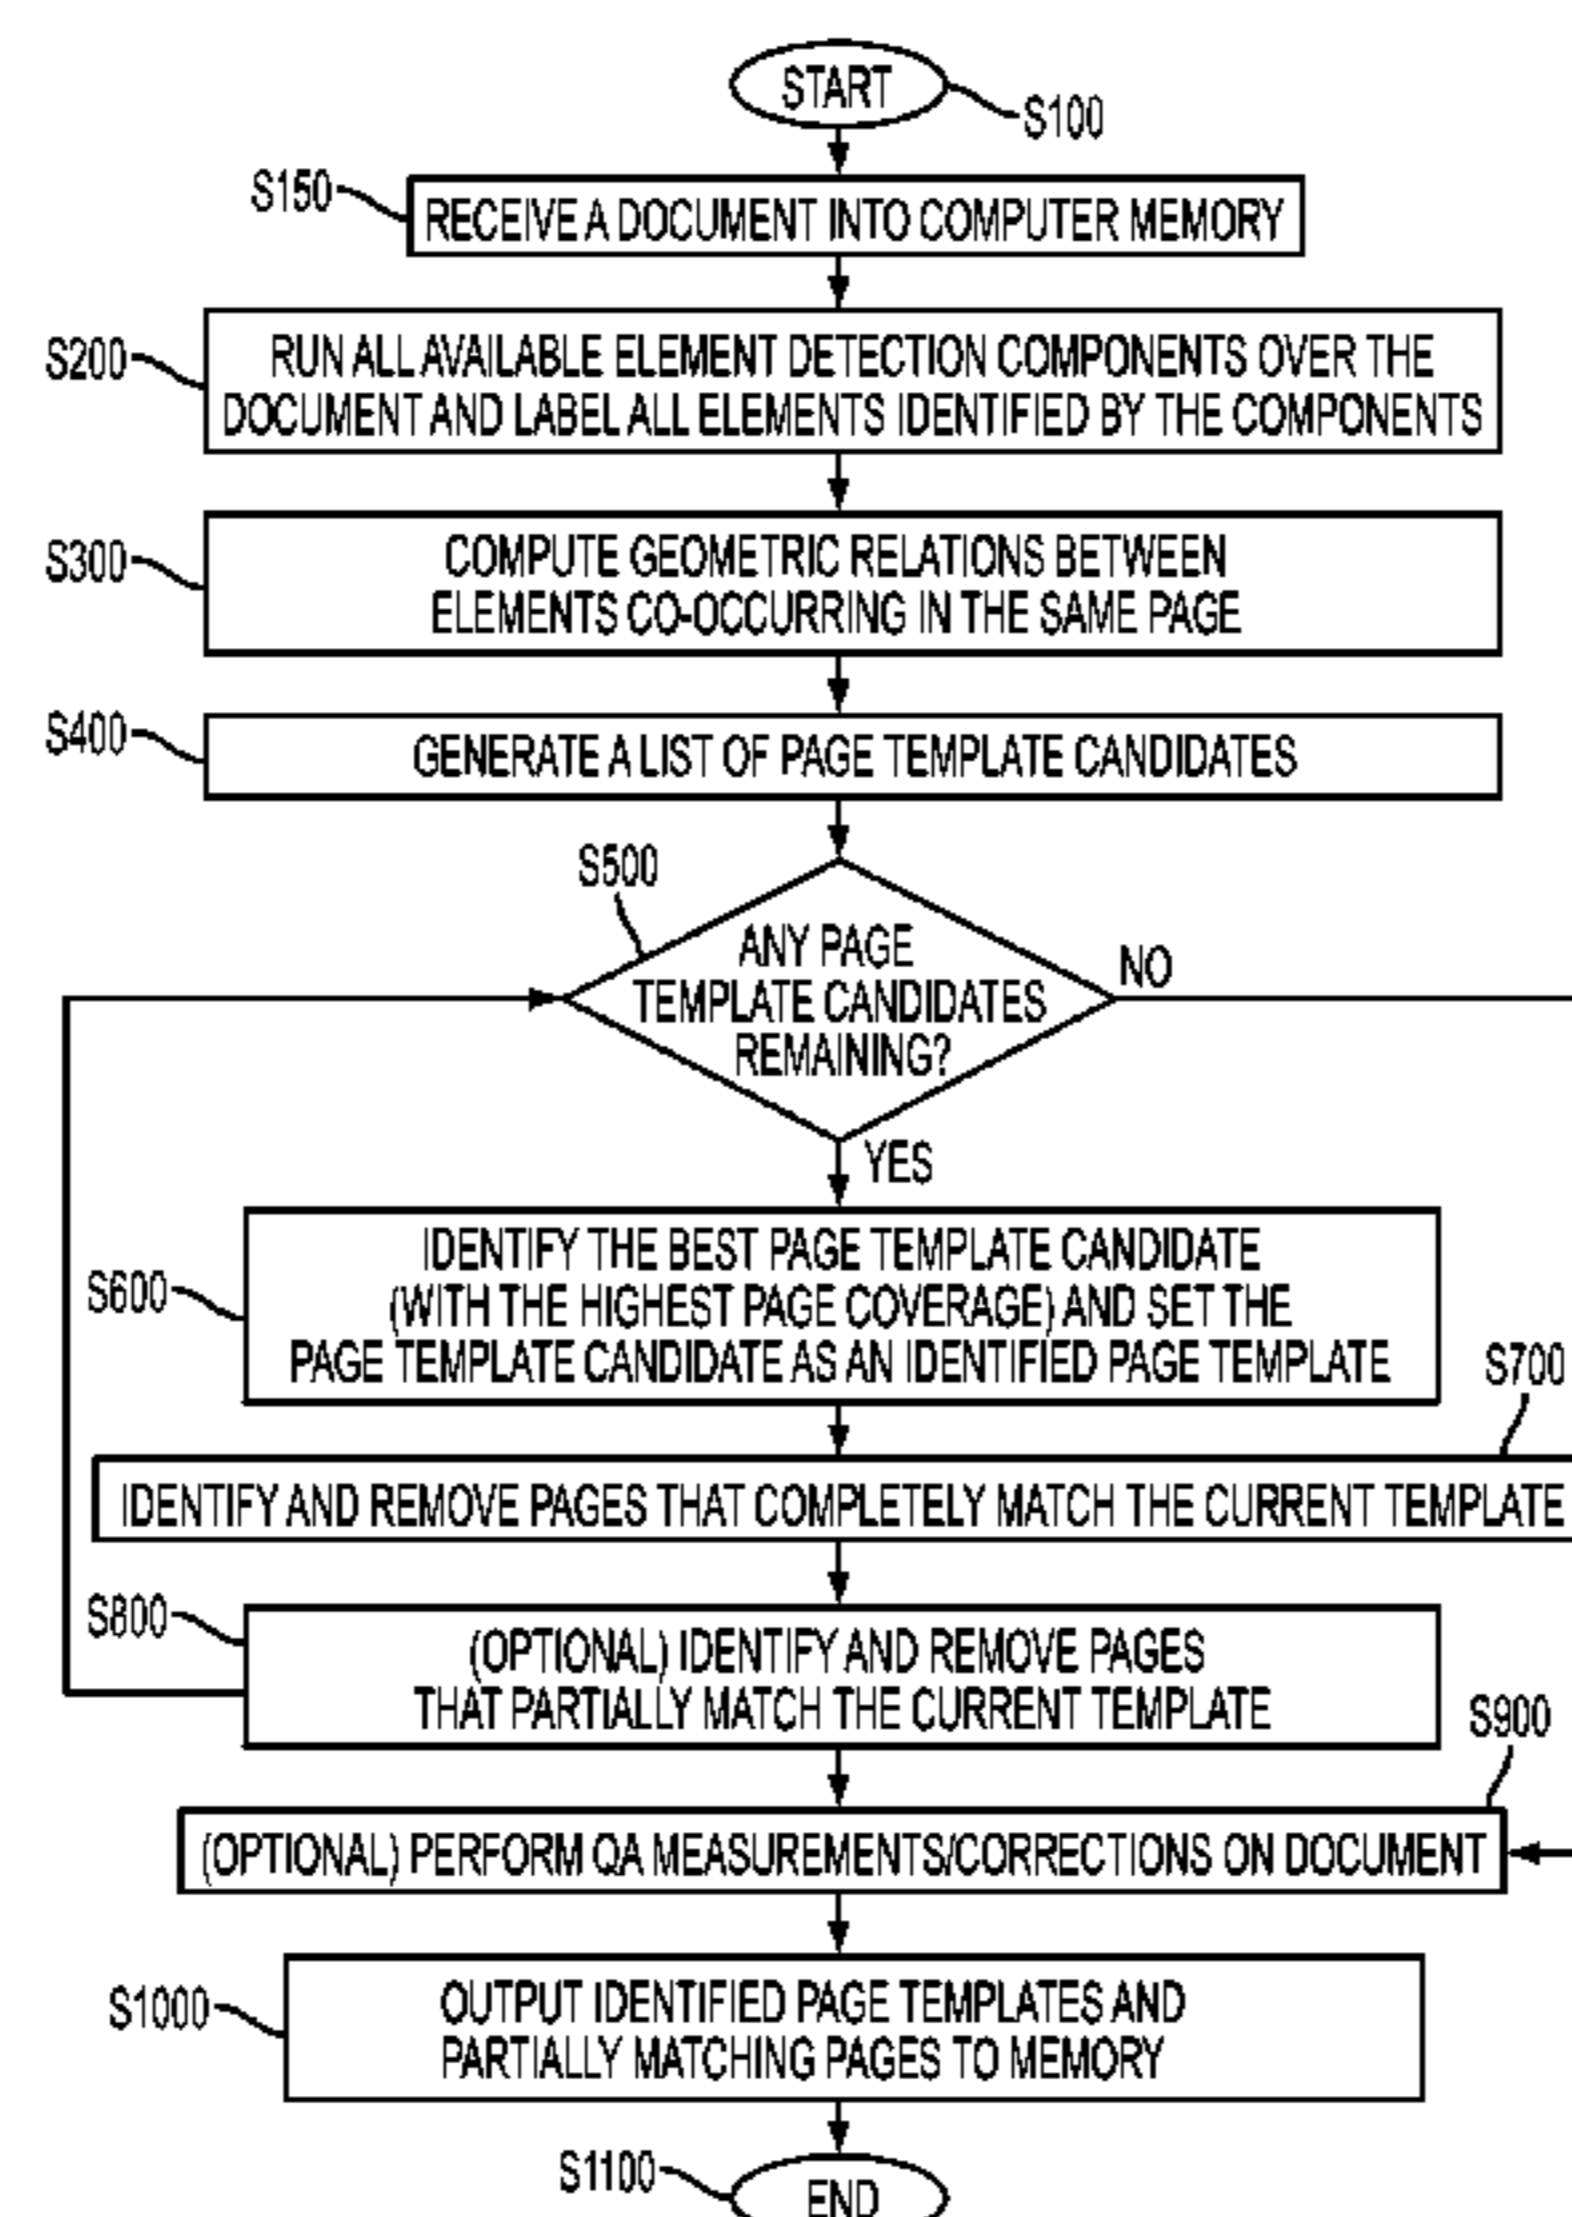 START
S100
S150
RECEIVE A DOCUMENT INTO COMPUTER MEMORY
S200
RUN ALL AVAILABLE ELEMENT DETECTION COMPONENTS OVER THE
DOCUMENT AND LABEL ALL ELEMENTS IDENTIFIED BY THE COMPONENTS
S300
COMPUTE GEOMETRIC RELATIONS BETWEEN
ELEMENTS CO-OCCURRING IN THE SAME PAGE
S400
GENERATE A LIST OF PAGE TEMPLATE CANDIDATES
S500
ANY PAGE
TEMPLATE CANDIDATES
REMAINING?
NO
YES
S600
IDENTIFY THE BEST PAGE TEMPLATE CANDIDATE
(WITH THE HIGHEST PAGE COVERAGE) AND SET THE
PAGE TEMPLATE CANDIDATE AS AN IDENTIFIED PAGE TEMPLATE
S700
IDENTIFY AND REMOVE PAGES THAT COMPLETELY MATCH THE CURRENT TEMPLATE
S800
(OPTIONAL) IDENTIFY AND REMOVE PAGES
THAT PARTIALLY MATCH THE CURRENT TEMPLATE
S900
(OPTIONAL) PERFORM QA MEASUREMENTS/CORRECTIONS ON DOCUMENT
S1000
OUTPUT IDENTIFIED PAGE TEMPLATES AND
PARTIALLY MATCHING PAGES TO MEMORY
S1100
END